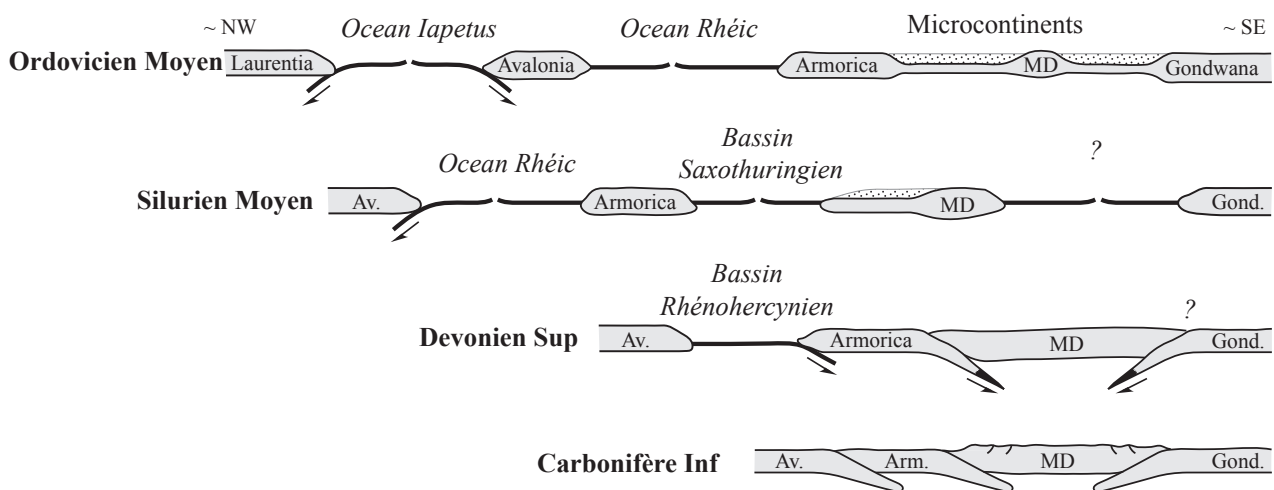 ~ NW
Ocean Iapetus
Ocean Rhéic
Microcontinents
~ SE
Ordovicien Moyen
Laurentia
Avalonia
Armorica
MD
Gondwana
Ocean Rhéic
Bassin
Saxothuringien
?
Silurien Moyen
Av.
Armorica
MD
Gond.
Bassin
Rhénohercynien
?
Devonien Sup
Av.
Armorica
MD
Gond.
Carbonifère Inf
Av.
Arm.
MD
Gond.